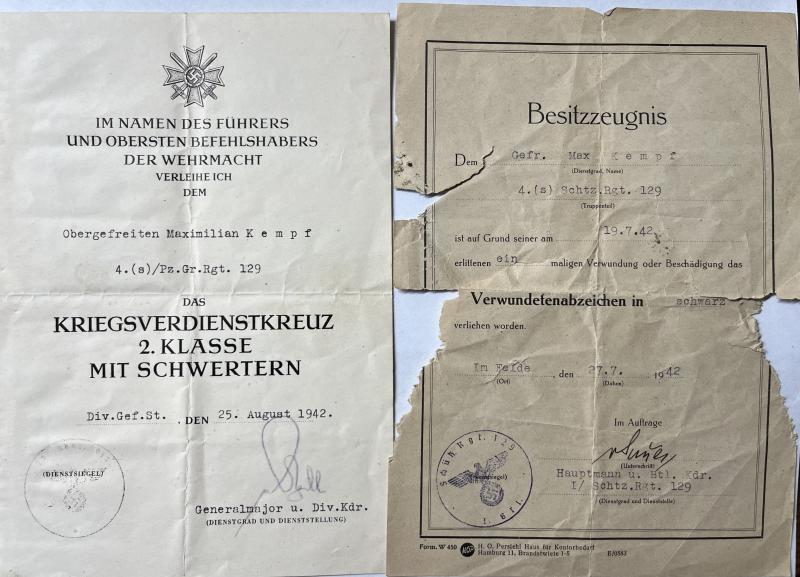 IM NAMEN DES FÜHRERS
UND OBERSTEN BEFEHLSHABERS
DER WEHRMACHT
VERLEIHE ICH
DEM
Obergefreiten Maximilian K e m p f
4.(s)/Pz.Gr.Rgt. 129
DAS
KRIEGSVERDIENSTKREUZ
2. KLASSE
MIT SCHWERTERN
Div.Gef.St. , DEN 25. August 1942.
(DIENSTSIEGEL)
Generalmajor u. Div.Kdr.
(DIENSTGRAD UND DIENSTSTELLUNG)
Besitzzeugnis
Dem Gefr. Max K e m p f
(Dienstgrad, Name)
4.(s) Schtz.Rgt. 129
(Truppenteil)
ist auf Grund seiner am 19.7.42.
erlittenen ein maligen Verwundung oder Beschädigung das
Verwundetenabzeichen in schwarz
verliehen worden.
Im Felde , den 27.7. 1942
(Ort) (Datum)
Im Auftrage
(Unterschrift)
(Dienstsiegel)
Hauptmann u. Btl. Kdr.
I/ Schtz.Rgt. 129
(Dienstgrad und Dienststelle)
Form. W 450 H. O. Persiehl Haus für Kontorbedarf
Hamburg 11, Brandstwiete 1-5 E/0583